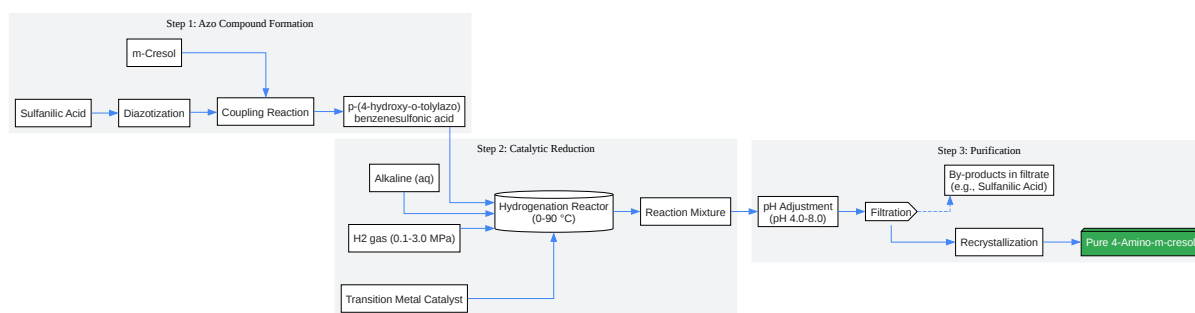 Step 1: Azo Compound Formation
m-Cresol
Sulfanilic Acid
Diazotization
Coupling Reaction
p-(4-hydroxy-o-tolylazo)
benzenesulfonic acid
Step 2: Catalytic Reduction
Alkaline (aq)
H2 gas (0.1-3.0 MPa)
Transition Metal Catalyst
Hydrogenation Reactor
(0-90 °C)
Reaction Mixture
Step 3: Purification
pH Adjustment
(pH 4.0-8.0)
Filtration
By-products in filtrate
(e.g., Sulfanilic Acid)
Recrystallization
Pure 4-Amino-m-cresol